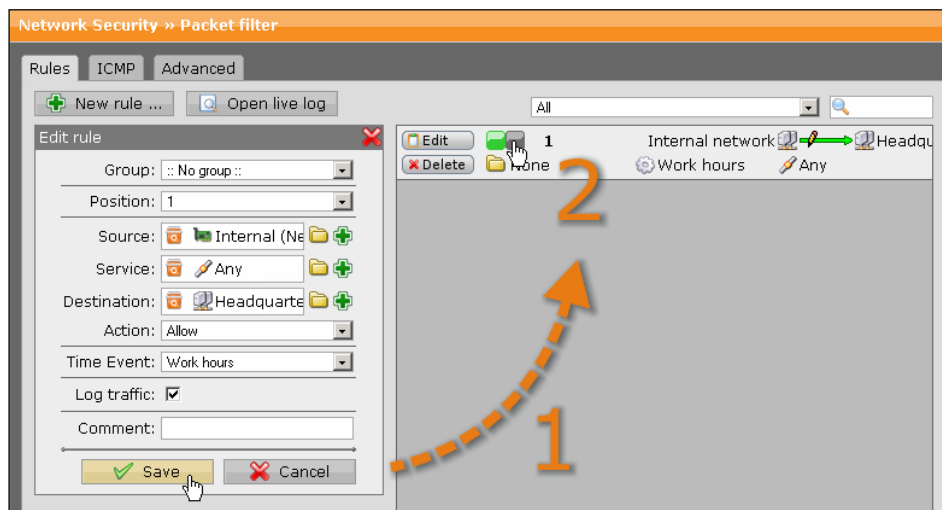 Network Security » Packet filter
Rules ICMP Advanced
New rule ... Open live log
All
Edit rule
Group: :: No group ::
Position: 1
Source: Internal (Ne
Service: Any
Destination: Headquarte
Action: Allow
Time Event: Work hours
Log traffic:
Comment:
Save Cancel
Edit 1 Internal network Headqu
Delete None Work hours Any
2
1